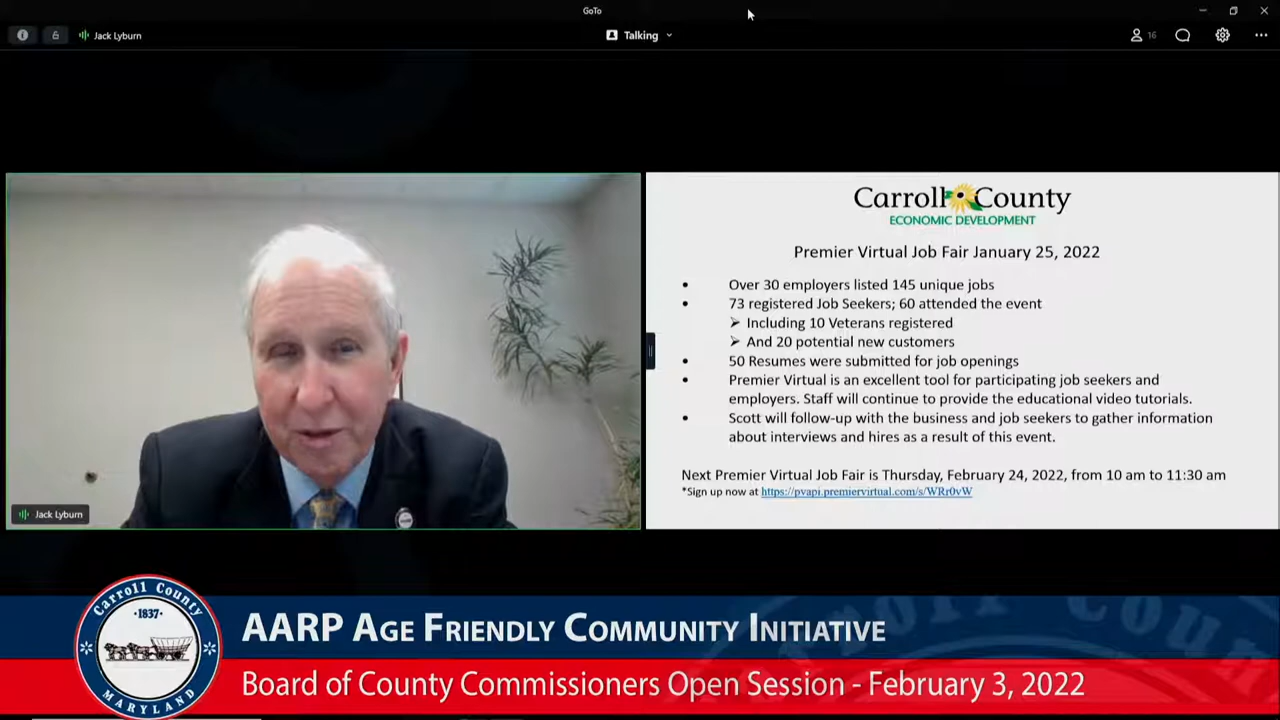 GoTo
Jack Lyburn
Talking
16
Carroll County
ECONOMIC DEVELOPMENT
Premier Virtual Job Fair January 25, 2022
• Over 30 employers listed 145 unique jobs
• 73 registered Job Seekers; 60 attended the event
➢ Including 10 Veterans registered
➢ And 20 potential new customers
• 50 Resumes were submitted for job openings
• Premier Virtual is an excellent tool for participating job seekers and
employers. Staff will continue to provide the educational video tutorials.
• Scott will follow-up with the business and job seekers to gather information
about interviews and hires as a result of this event.
Next Premier Virtual Job Fair is Thursday, February 24, 2022, from 10 am to 11:30 am
*Sign up now at https://pvapi.premiervirtual.com/s/WRr0vW
Jack Lyburn
Carroll County
·1837·
MARYLAND
AARP AGE FRIENDLY COMMUNITY INITIATIVE
Board of County Commissioners Open Session - February 3, 2022